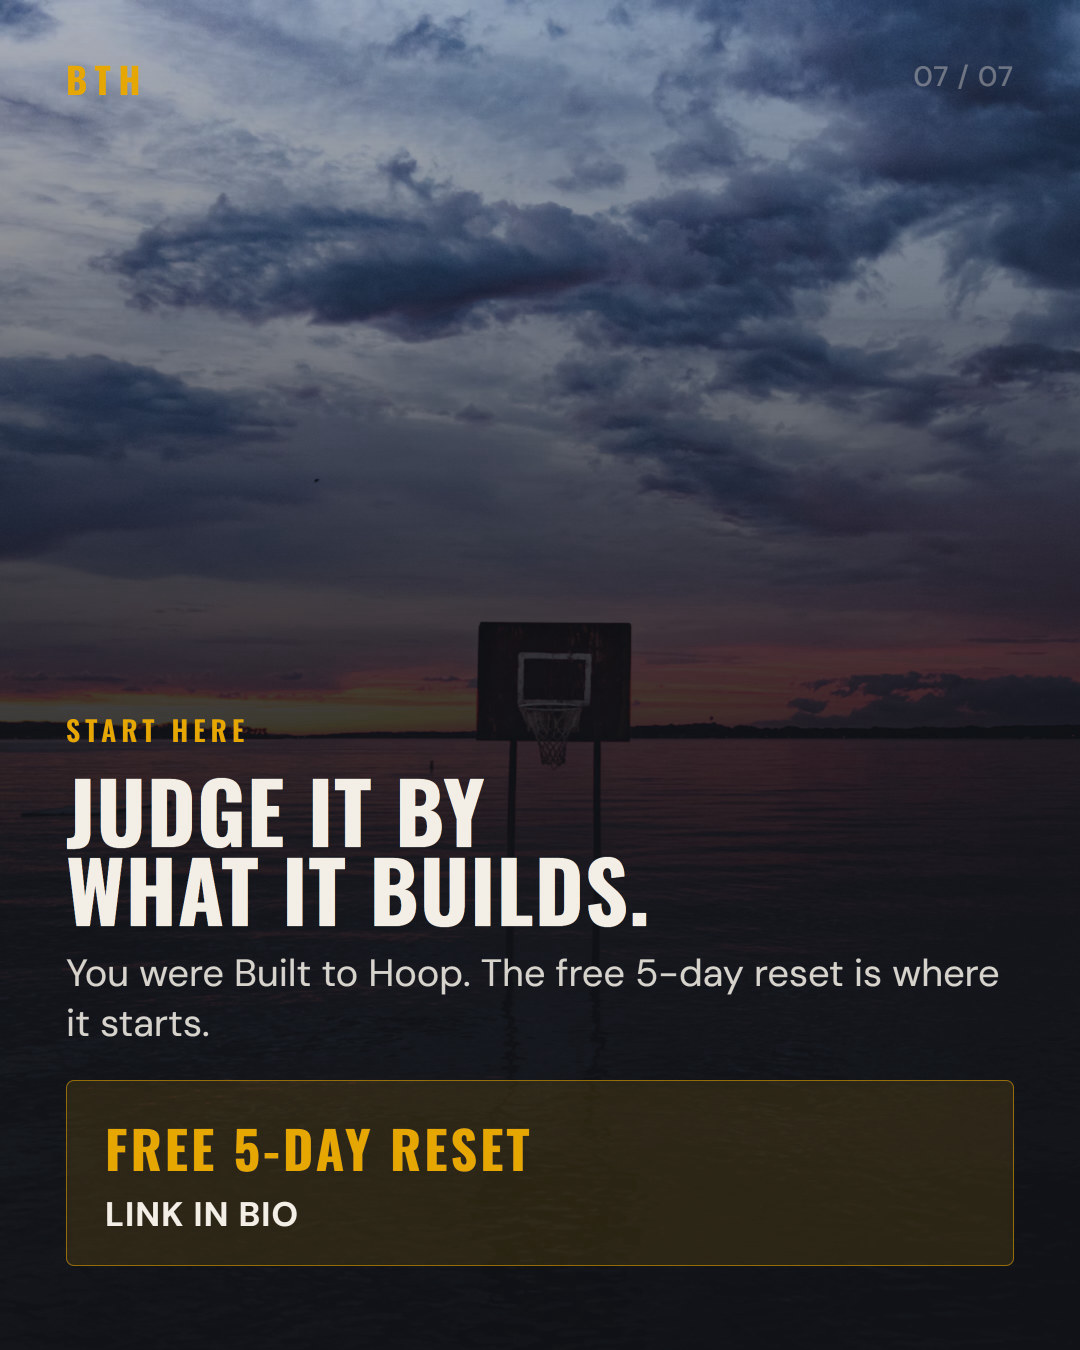 BTH
07 / 07
START HERE
JUDGE IT BY
WHAT IT BUILDS.
You were Built to Hoop. The free 5-day reset is where
it starts.
FREE 5-DAY RESET
LINK IN BIO